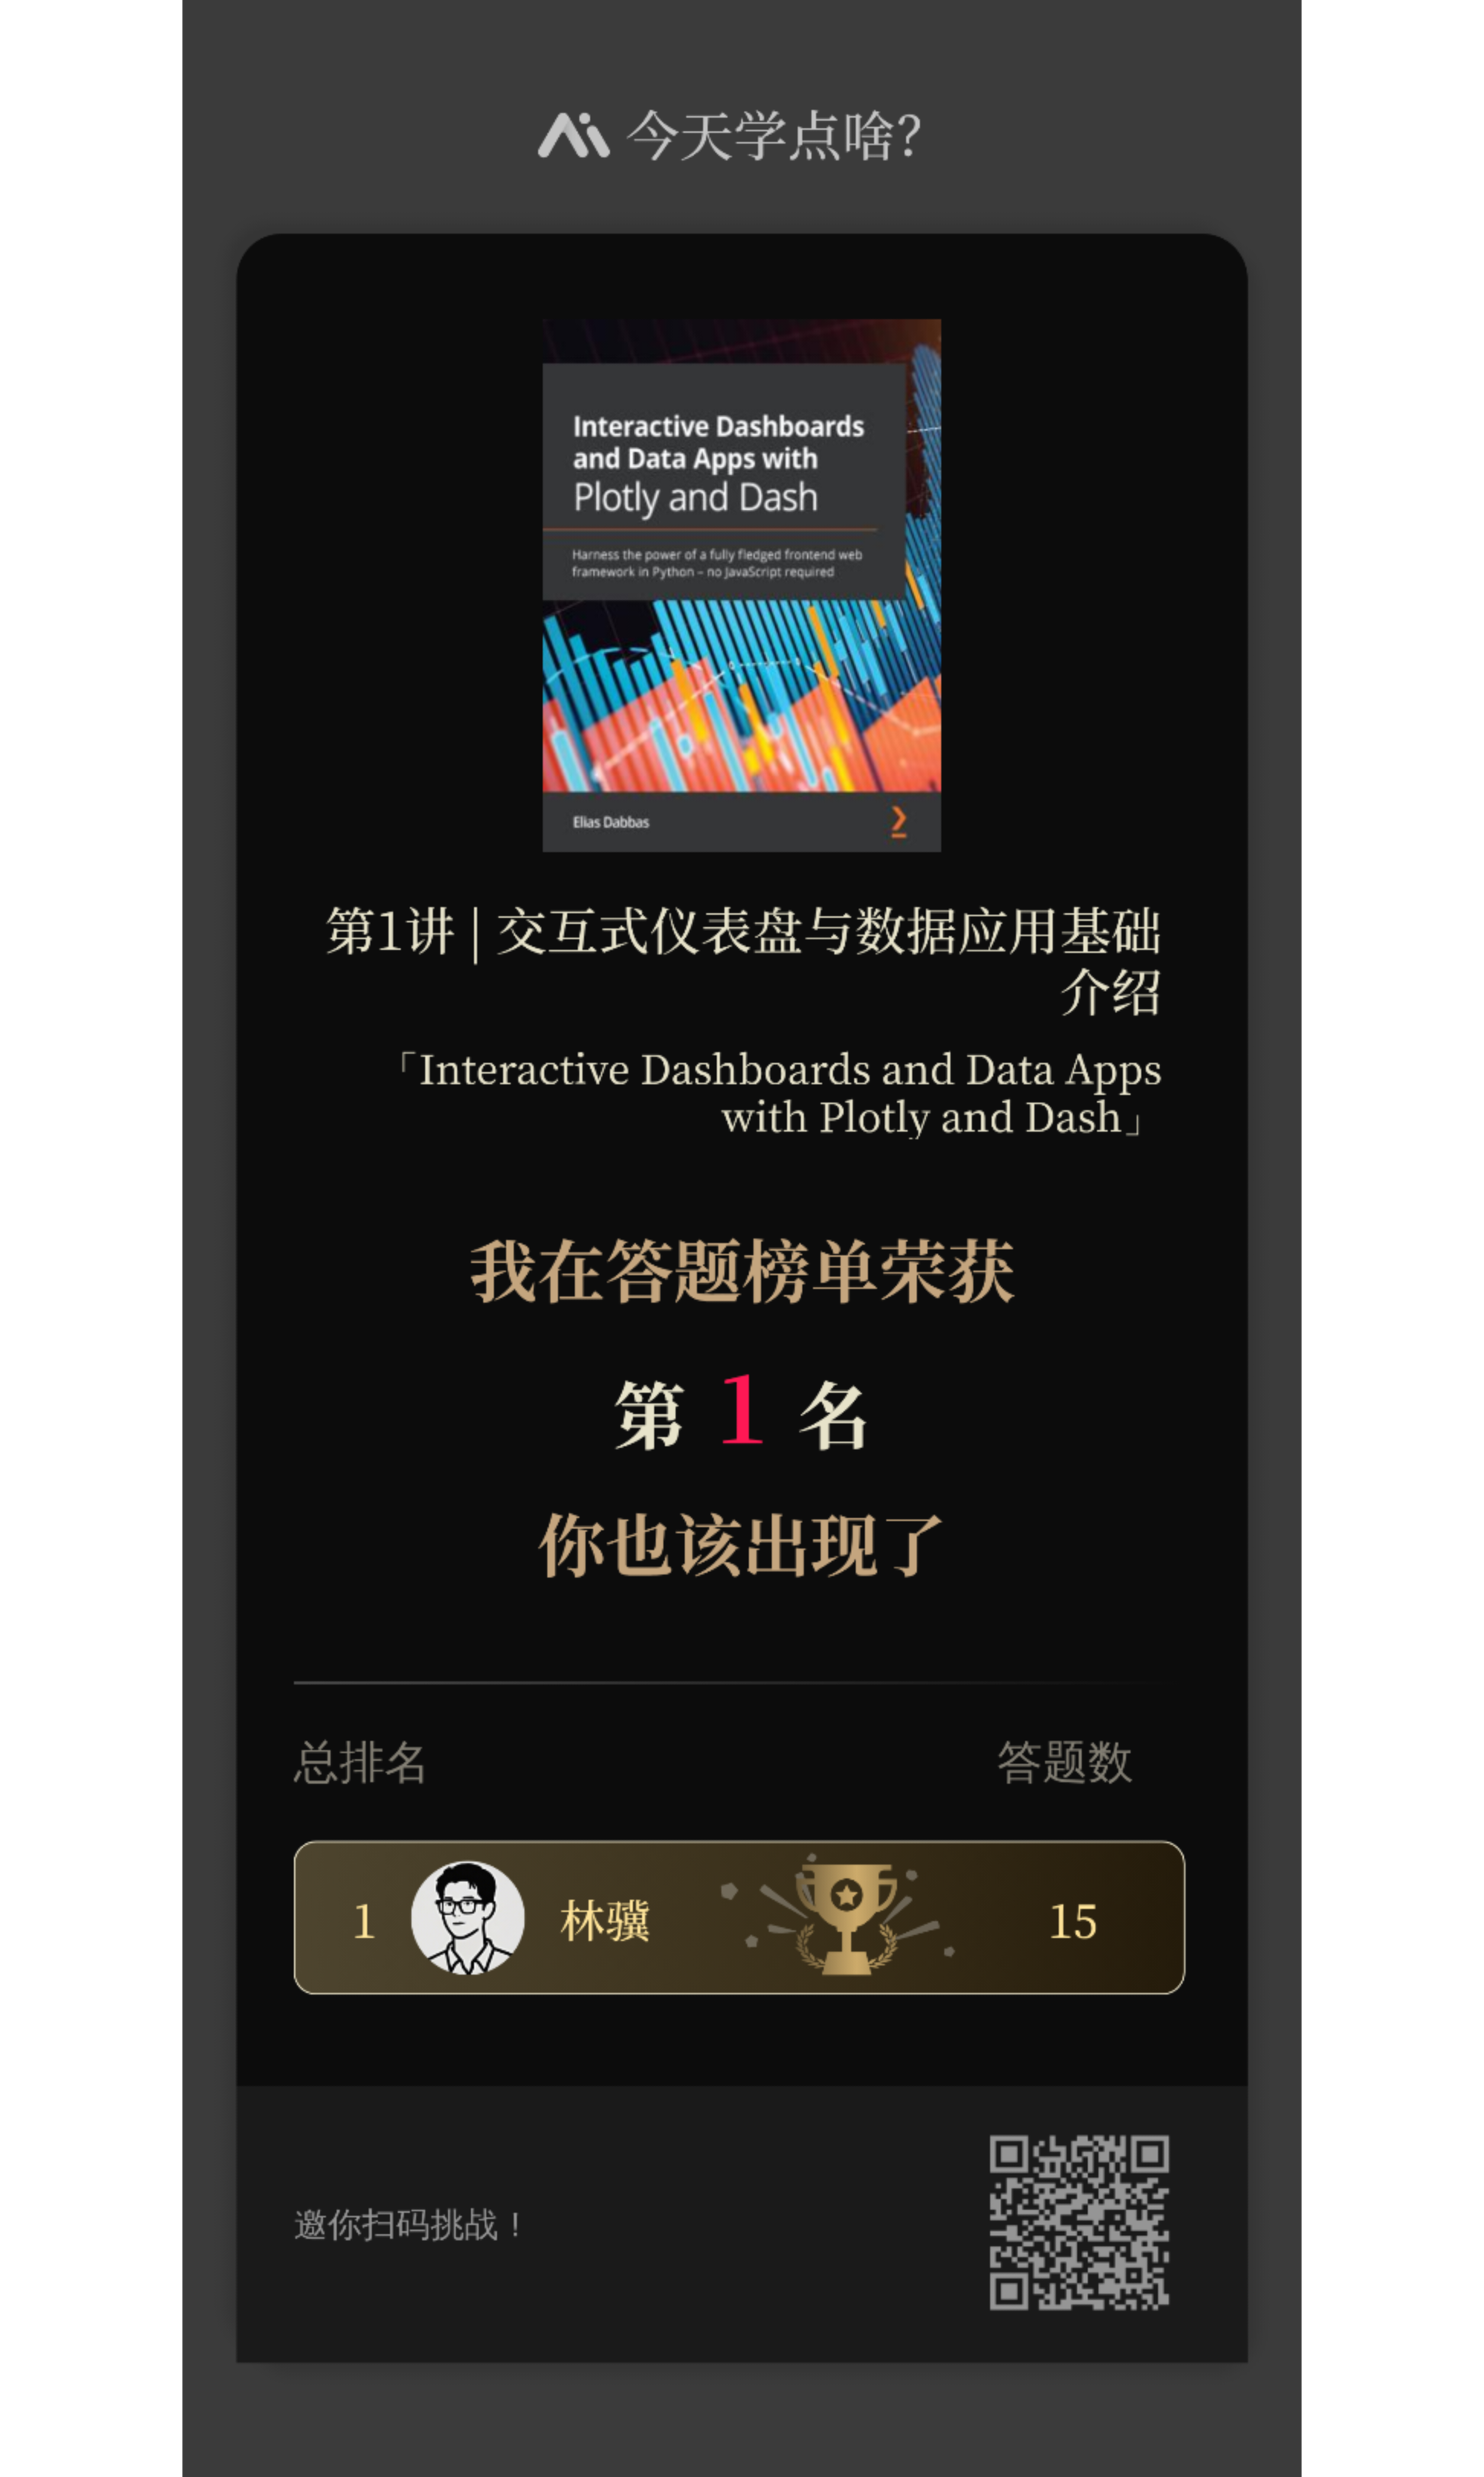 今天学点啥？
Interactive Dashboards
and Data Apps with
Plotly and Dash
Harness the power of a fully fledged frontend web
framework in Python – no JavaScript required
Elias Dabbas
第1讲 | 交互式仪表盘与数据应用基础
介绍
「Interactive Dashboards and Data Apps
with Plotly and Dash」
我在答题榜单荣获
第 1 名
你也该出现了
总排名 答题数
1 林骥 15
邀你扫码挑战！